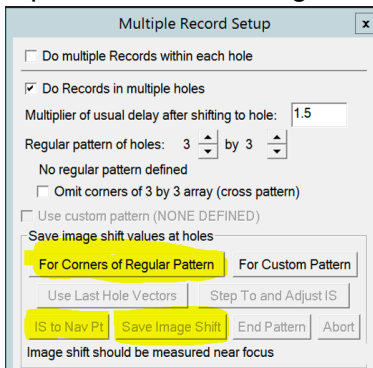 Multiple Record Setup x
Do multiple Records within each hole
Do Records in multiple holes
Multiplier of usual delay after shifting to hole: 1.5
Regular pattern of holes: 3 by 3
No regular pattern defined
Omit corners of 3 by 3 array (cross pattern)
Use custom pattern (NONE DEFINED)
Save image shift values at holes
For Corners of Regular Pattern For Custom Pattern
Use Last Hole Vectors Step To and Adjust IS
IS to Nav Pt Save Image Shift End Pattern Abort
Image shift should be measured near focus